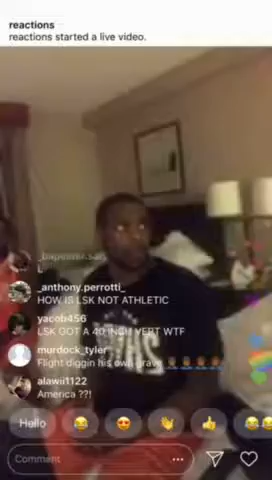 reactions
reactions started a live video.
L
_anthony.perrotti_
HOW IS LSK NOT ATHLETIC
yacob456
LSK GOT A 40 INCH VERT WTF
murdock_tyler
Flight diggin his own grave
alawii1122
America ??!
Hello
Comment